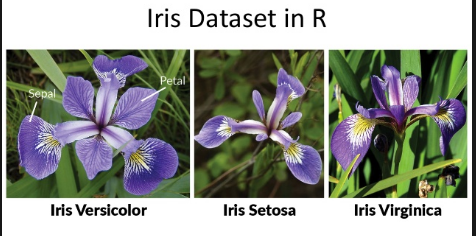 Iris Dataset in R
Sepal
Petal
Iris Versicolor
Iris Setosa
Iris Virginica